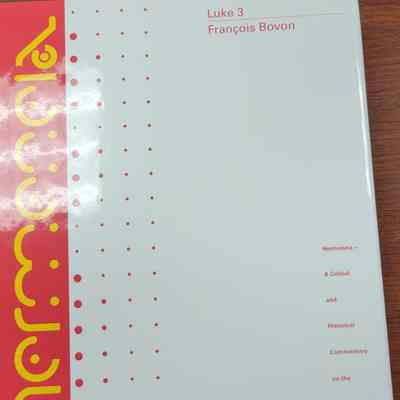 Luke 3
François Bovon
Hermeneia –
A Critical
and
Historical
Commentary
on the